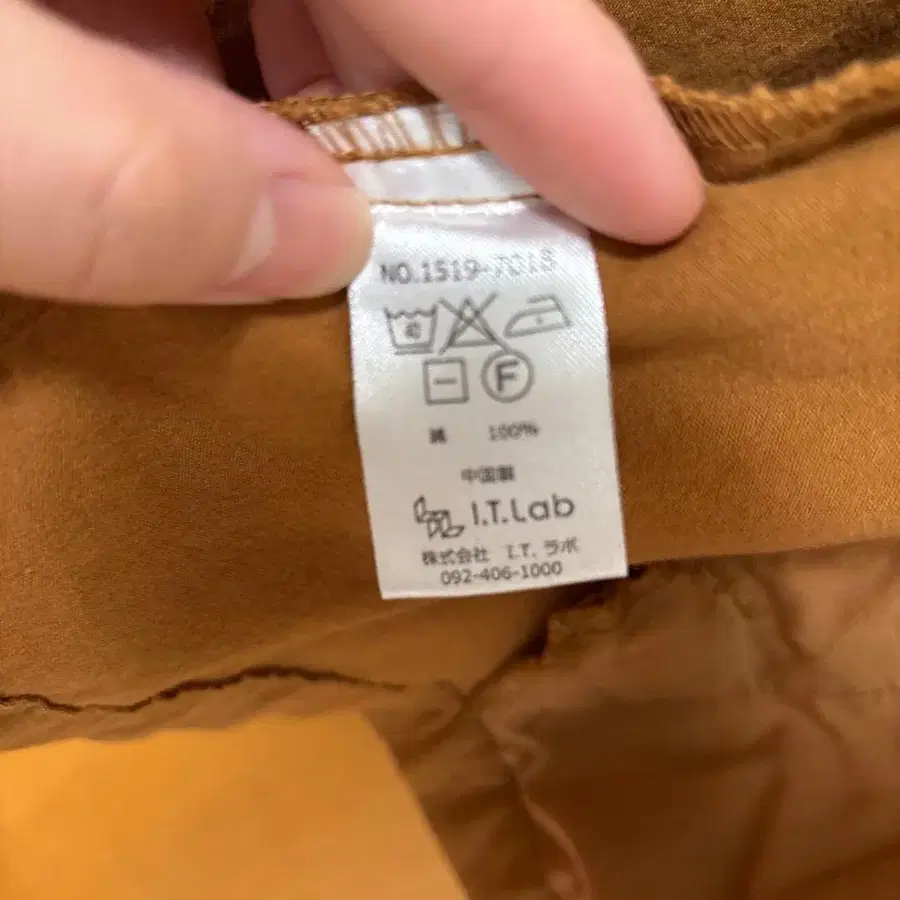 NO.1519-7018
F
綿 100%
中国製
I.T.Lab
株式会社 I.T.ラボ
092-406-1000